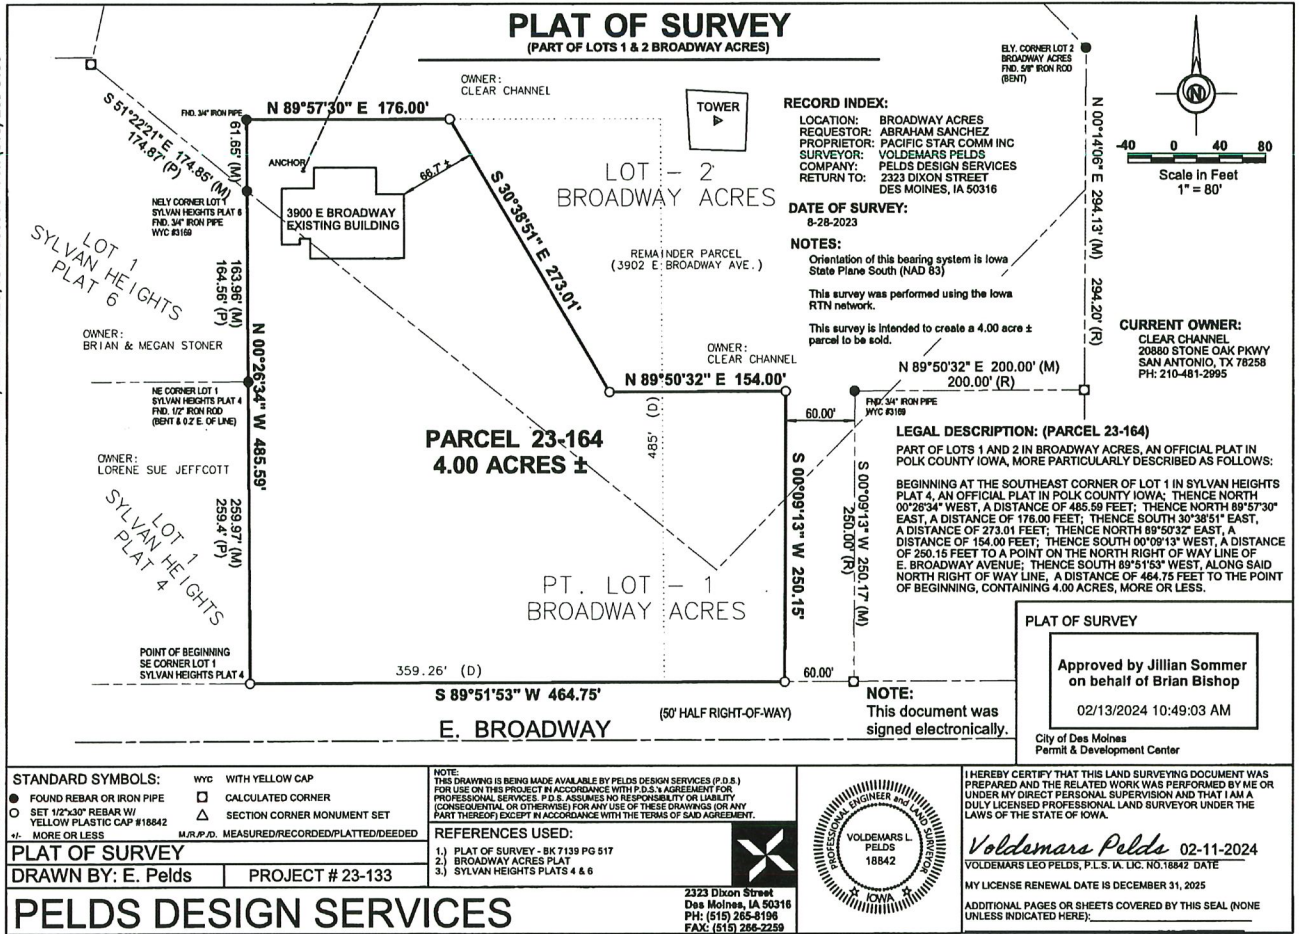 PLAT OF SURVEY
(PART OF LOTS 1 & 2 BROADWAY ACRES)
OWNER:
CLEAR CHANNEL
N 89°57'30" E 176.00'
FND. 3/4" IRON PIPE
S 51°22'21" E 174.85' (M)
174.87' (P)
61.65' (M)
ANCHOR
66.7'±
3900 E BROADWAY
EXISTING BUILDING
NELY CORNER LOT 1
SYLVAN HEIGHTS PLAT 6
FND. 3/4" IRON PIPE
WYC #3169
LOT 1
SYLVAN HEIGHTS
PLAT 6
163.96' (M)
164.56' (P)
OWNER:
BRIAN & MEGAN STONER
N 00°26'34" W 485.59'
NE CORNER LOT 1
SYLVAN HEIGHTS PLAT 4
FND. 1/2" IRON ROD
(BENT & 0.2' E. OF LINE)
OWNER:
LORENE SUE JEFFCOTT
LOT 1
SYLVAN HEIGHTS
PLAT 4
259.97' (M)
259.4' (P)
POINT OF BEGINNING
SE CORNER LOT 1
SYLVAN HEIGHTS PLAT 4
TOWER
LOT - 2
BROADWAY ACRES
S 30°38'51" E 273.01'
REMAINDER PARCEL
(3902 E BROADWAY AVE.)
OWNER:
CLEAR CHANNEL
N 89°50'32" E 154.00'
485' (D)
PARCEL 23-164
4.00 ACRES ±
PT. LOT - 1
BROADWAY ACRES
60.00'
S 00°09'13" W 250.15'
S 00°09'13" W 250.17' (M)
250.00' (R)
359.26' (D)
S 89°51'53" W 464.75'
60.00'
(50' HALF RIGHT-OF-WAY)
E. BROADWAY
RECORD INDEX:
LOCATION: BROADWAY ACRES
REQUESTOR: ABRAHAM SANCHEZ
PROPRIETOR: PACIFIC STAR COMM INC
SURVEYOR: VOLDEMARS PELDS
COMPANY: PELDS DESIGN SERVICES
RETURN TO: 2323 DIXON STREET
DES MOINES, IA 50316
DATE OF SURVEY:
8-28-2023
NOTES:
Orientation of this bearing system is Iowa
State Plane South (NAD 83)
This survey was performed using the Iowa
RTN network.
This survey is intended to create a 4.00 acre ±
parcel to be sold.
ELY. CORNER LOT 2
BROADWAY ACRES
FND. 5/8" IRON ROD
(BENT)
N 00°14'06" E 294.13' (M)
294.20' (R)
N
-40 0 40 80
Scale in Feet
1" = 80'
N 89°50'32" E 200.00' (M)
200.00' (R)
FND. 3/4" IRON PIPE
WYC #3169
CURRENT OWNER:
CLEAR CHANNEL
20880 STONE OAK PKWY
SAN ANTONIO, TX 78258
PH: 210-481-2995
LEGAL DESCRIPTION: (PARCEL 23-164)
PART OF LOTS 1 AND 2 IN BROADWAY ACRES, AN OFFICIAL PLAT IN
POLK COUNTY IOWA, MORE PARTICULARLY DESCRIBED AS FOLLOWS:
BEGINNING AT THE SOUTHEAST CORNER OF LOT 1 IN SYLVAN HEIGHTS
PLAT 4, AN OFFICIAL PLAT IN POLK COUNTY IOWA; THENCE NORTH
00°26'34" WEST, A DISTANCE OF 485.59 FEET; THENCE NORTH 89°57'30"
EAST, A DISTANCE OF 176.00 FEET; THENCE SOUTH 30°38'51" EAST,
A DISTANCE OF 273.01 FEET; THENCE NORTH 89°50'32" EAST, A
DISTANCE OF 154.00 FEET; THENCE SOUTH 00°09'13" WEST, A DISTANCE
OF 250.15 FEET TO A POINT ON THE NORTH RIGHT OF WAY LINE OF
E. BROADWAY AVENUE; THENCE SOUTH 89°51'53" WEST, ALONG SAID
NORTH RIGHT OF WAY LINE, A DISTANCE OF 464.75 FEET TO THE POINT
OF BEGINNING, CONTAINING 4.00 ACRES, MORE OR LESS.
NOTE:
This document was
signed electronically.
PLAT OF SURVEY
Approved by Jillian Sommer
on behalf of Brian Bishop
02/13/2024 10:49:03 AM
City of Des Moines
Permit & Development Center
STANDARD SYMBOLS:
WYC WITH YELLOW CAP
FOUND REBAR OR IRON PIPE
CALCULATED CORNER
SET 1/2"x30" REBAR W/
YELLOW PLASTIC CAP #18842
SECTION CORNER MONUMENT SET
+/- MORE OR LESS
M./R./P./D. MEASURED/RECORDED/PLATTED/DEEDED
PLAT OF SURVEY
DRAWN BY: E. Pelds
PROJECT # 23-133
PELDS DESIGN SERVICES
NOTE:
THIS DRAWING IS BEING MADE AVAILABLE BY PELDS DESIGN SERVICES (P.D.S.)
FOR USE ON THIS PROJECT IN ACCORDANCE WITH P.D.S.'s AGREEMENT FOR
PROFESSIONAL SERVICES. P.D.S. ASSUMES NO RESPONSIBILITY OR LIABILITY
(CONSEQUENTIAL OR OTHERWISE) FOR ANY USE OF THESE DRAWINGS (OR ANY
PART THEREOF) EXCEPT IN ACCORDANCE WITH THE TERMS OF SAID AGREEMENT.
REFERENCES USED:
1.) PLAT OF SURVEY - BK 7139 PG 517
2.) BROADWAY ACRES PLAT
3.) SYLVAN HEIGHTS PLATS 4 & 6
2323 Dixon Street
Des Moines, IA 50316
PH: (515) 265-8196
FAX: (515) 266-2259
PROFESSIONAL ENGINEER and LAND SURVEYOR
VOLDEMARS L.
PELDS
18842
IOWA
I HEREBY CERTIFY THAT THIS LAND SURVEYING DOCUMENT WAS
PREPARED AND THE RELATED WORK WAS PERFORMED BY ME OR
UNDER MY DIRECT PERSONAL SUPERVISION AND THAT I AM A
DULY LICENSED PROFESSIONAL LAND SURVEYOR UNDER THE
LAWS OF THE STATE OF IOWA.
Voldemars Pelds 02-11-2024
VOLDEMARS LEO PELDS, P.L.S. IA. LIC. NO.18842 DATE
MY LICENSE RENEWAL DATE IS DECEMBER 31, 2025
ADDITIONAL PAGES OR SHEETS COVERED BY THIS SEAL (NONE
UNLESS INDICATED HERE):